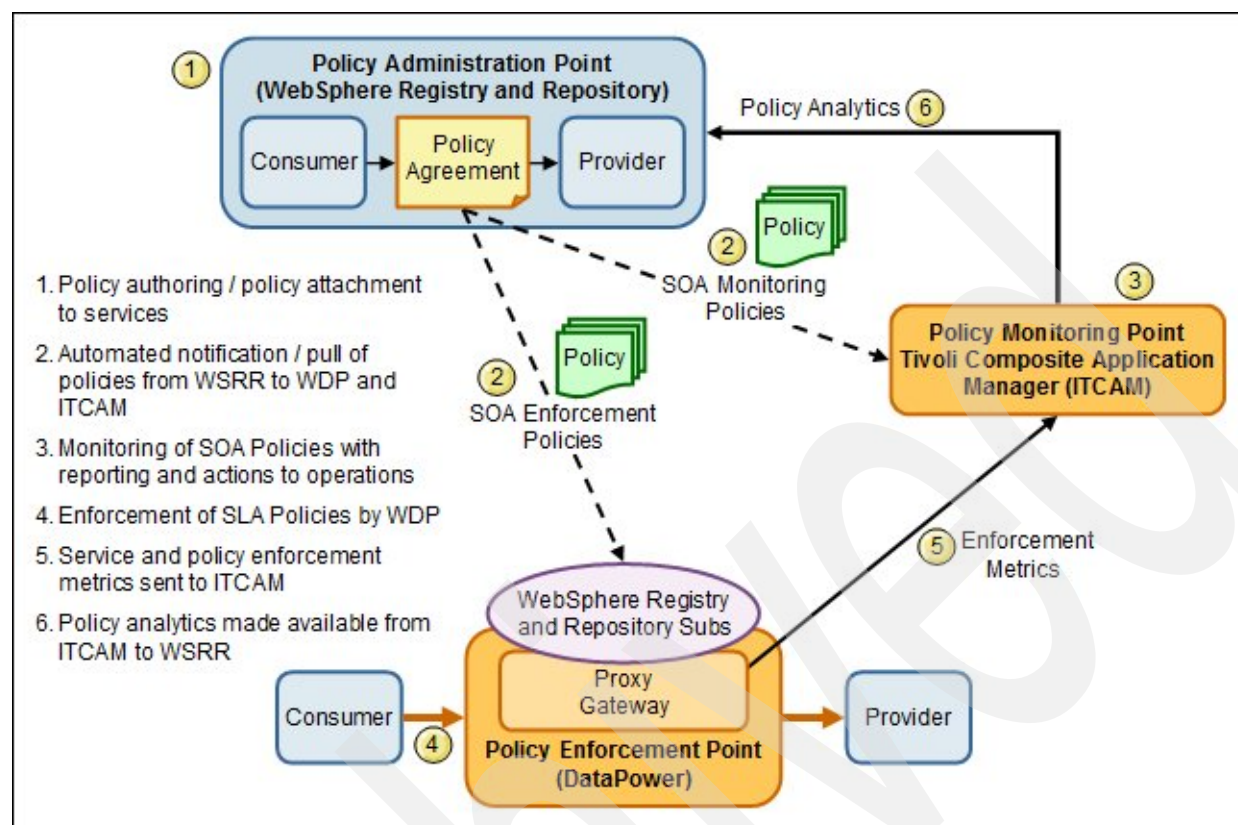 1
Policy Administration Point
(WebSphere Registry and Repository)
Consumer
Policy
Agreement
Provider
Policy Analytics 6
Policy
2
SOA Monitoring
Policies
3
Policy Monitoring Point
Tivoli Composite Application
Manager (ITCAM)
1. Policy authoring / policy attachment
to services
2. Automated notification / pull of
policies from WSRR to WDP and
ITCAM
3. Monitoring of SOA Policies with
reporting and actions to operations
4. Enforcement of SLA Policies by WDP
5. Service and policy enforcement
metrics sent to ITCAM
6. Policy analytics made available from
ITCAM to WSRR
Policy
2
SOA Enforcement
Policies
5 Enforcement
Metrics
WebSphere Registry
and Repository Subs
Proxy
Gateway
Policy Enforcement Point
(DataPower)
Consumer
4
Provider